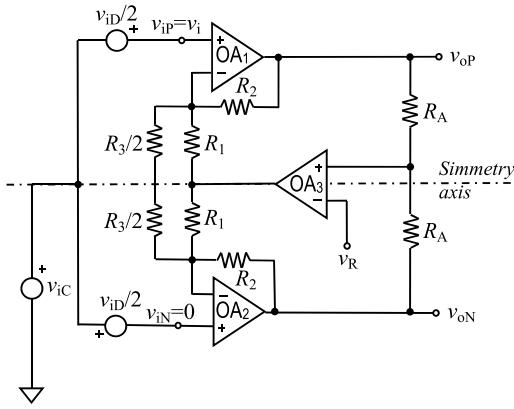 v_iD/2
+
v_iP=v_i
+
OA_1
−
v_oP
R_2
R_A
R_3/2
R_1
+
OA_3
−
Simmetry
axis
R_3/2
R_1
R_A
v_R
+
v_iC
R_2
v_iD/2
+
v_iN=0
−
OA_2
+
v_oN